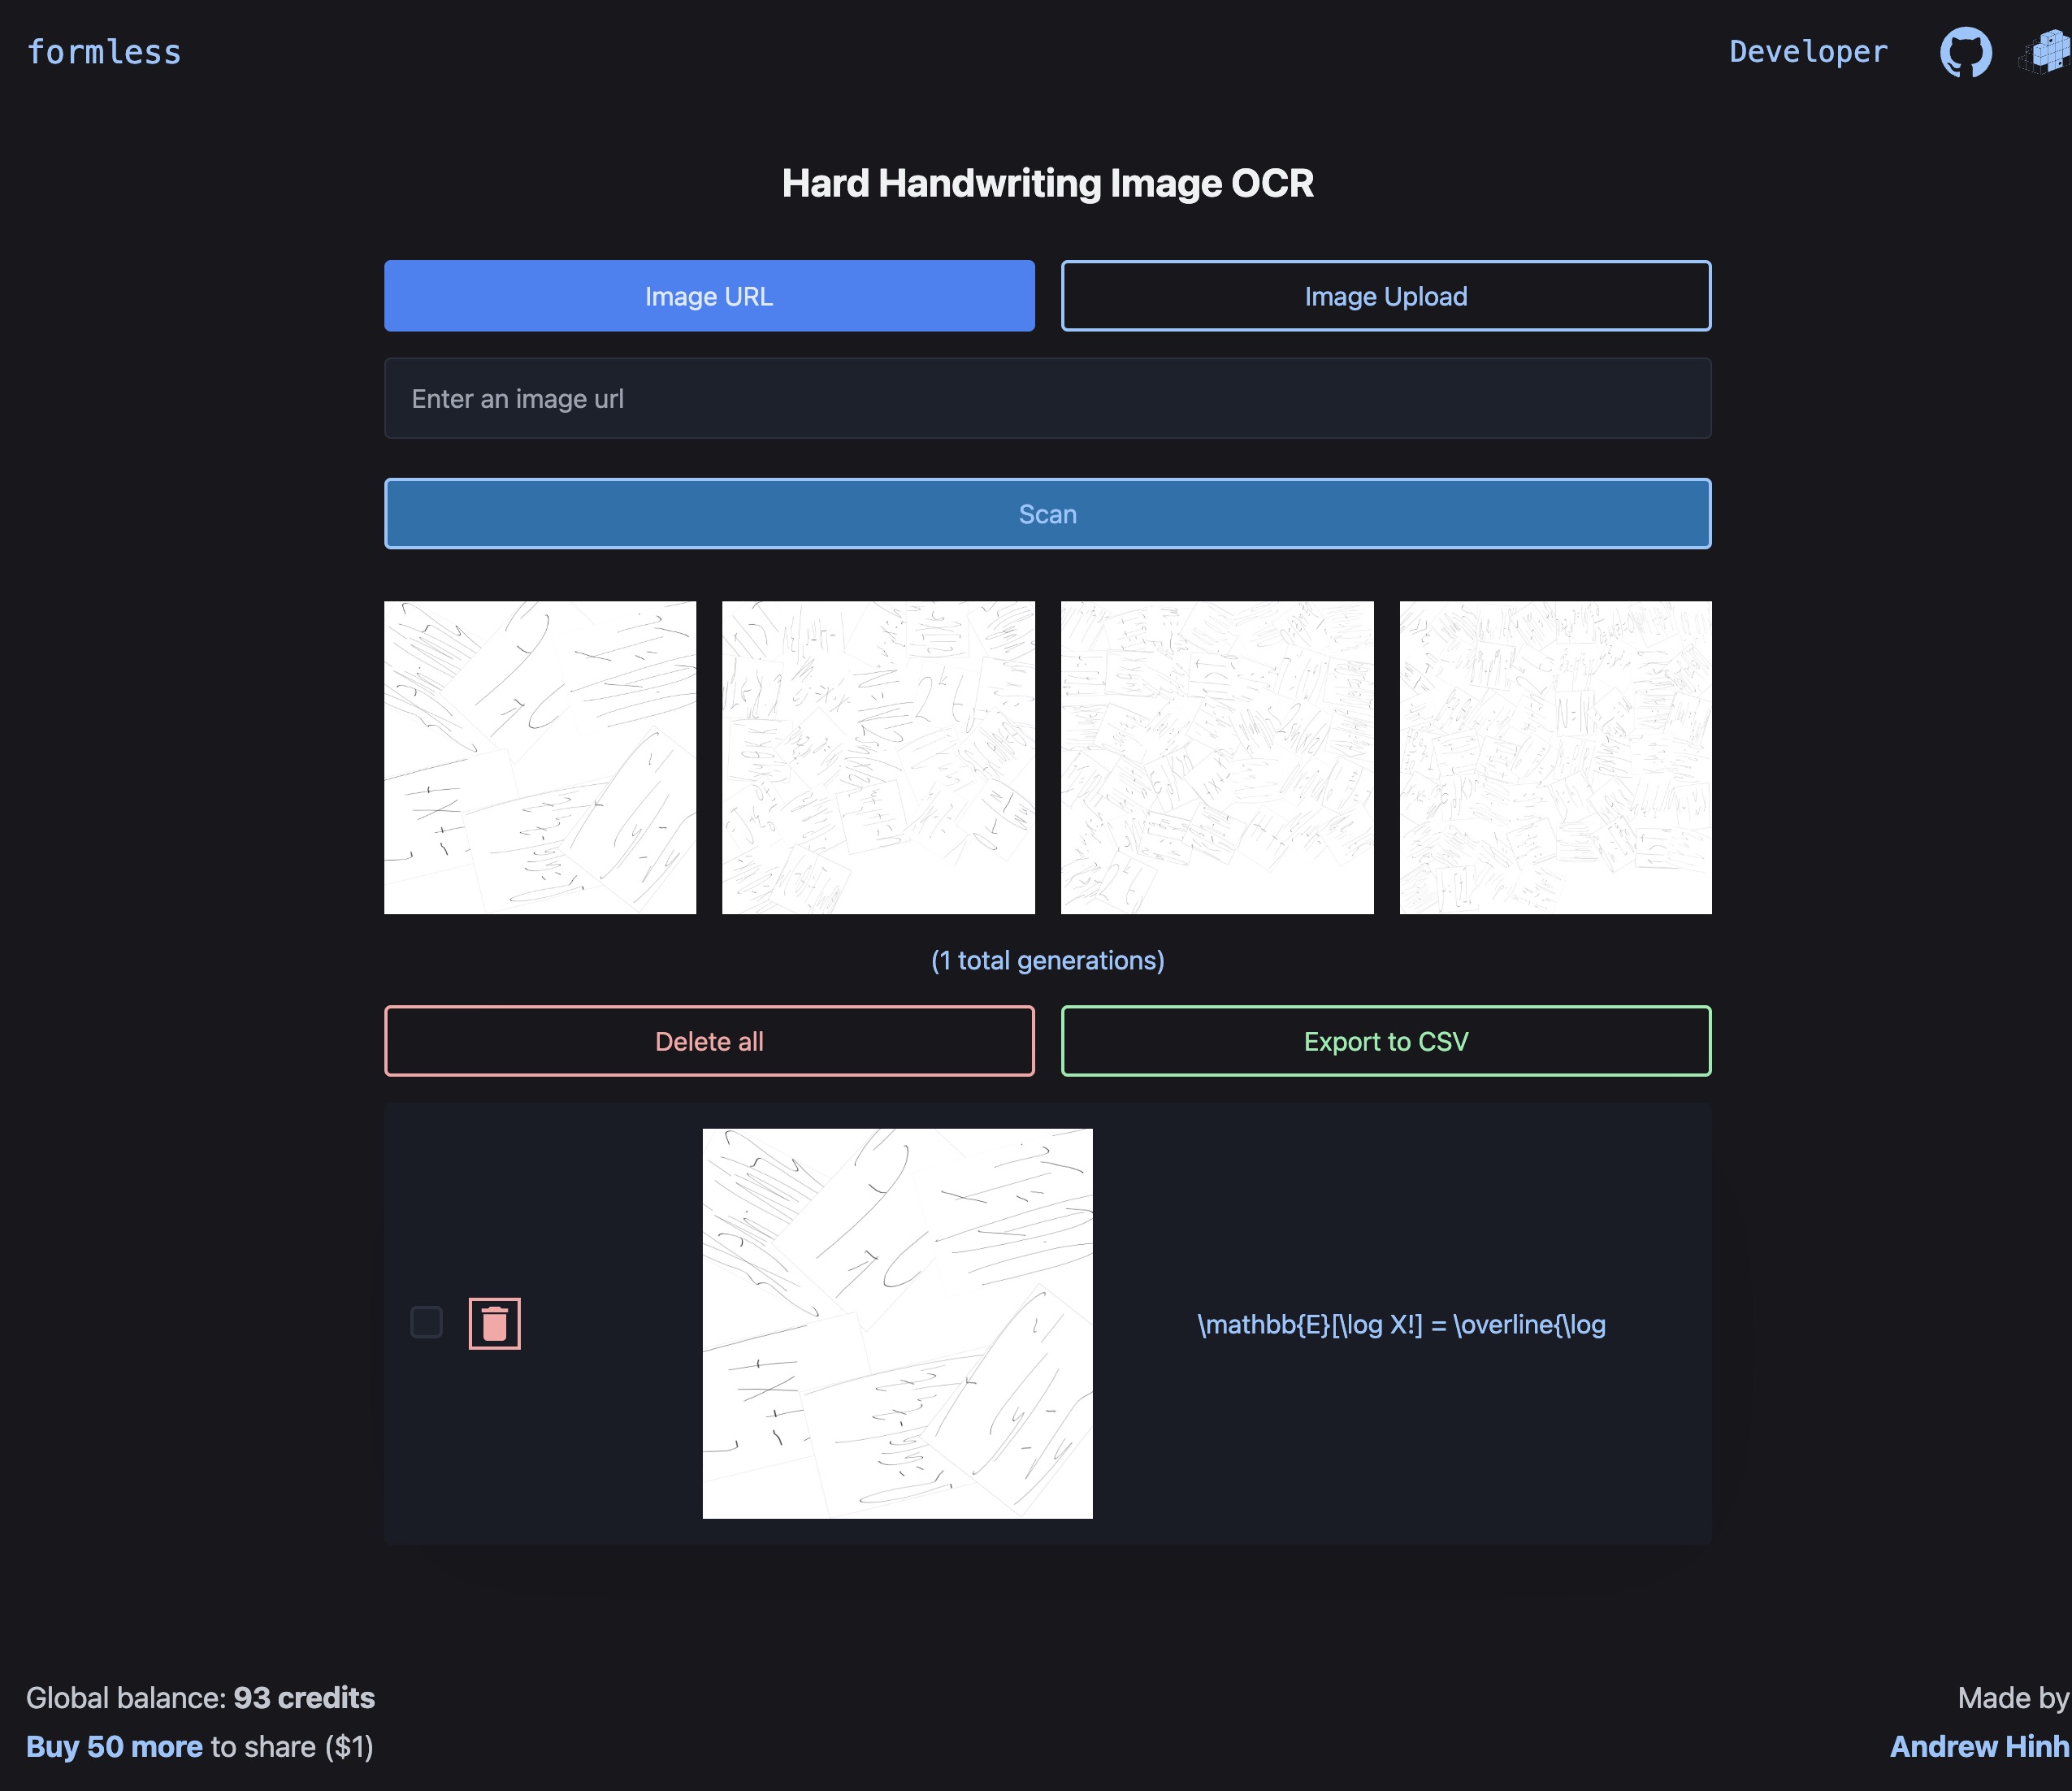 formless
Developer
Hard Handwriting Image OCR
Image URL
Image Upload
Enter an image url
Scan
(1 total generations)
Delete all
Export to CSV
\mathbb{E}[\log X!] = \overline{\log
Global balance: 93 credits
Buy 50 more to share ($1)
Made by
Andrew Hinh